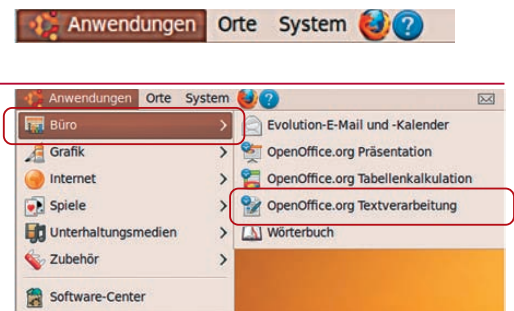 Anwendungen Orte System
Anwendungen Orte System
Büro
Grafik
Internet
Spiele
Unterhaltungsmedien
Zubehör
Software-Center
Evolution-E-Mail und -Kalender
OpenOffice.org Präsentation
OpenOffice.org Tabellenkalkulation
OpenOffice.org Textverarbeitung
Wörterbuch